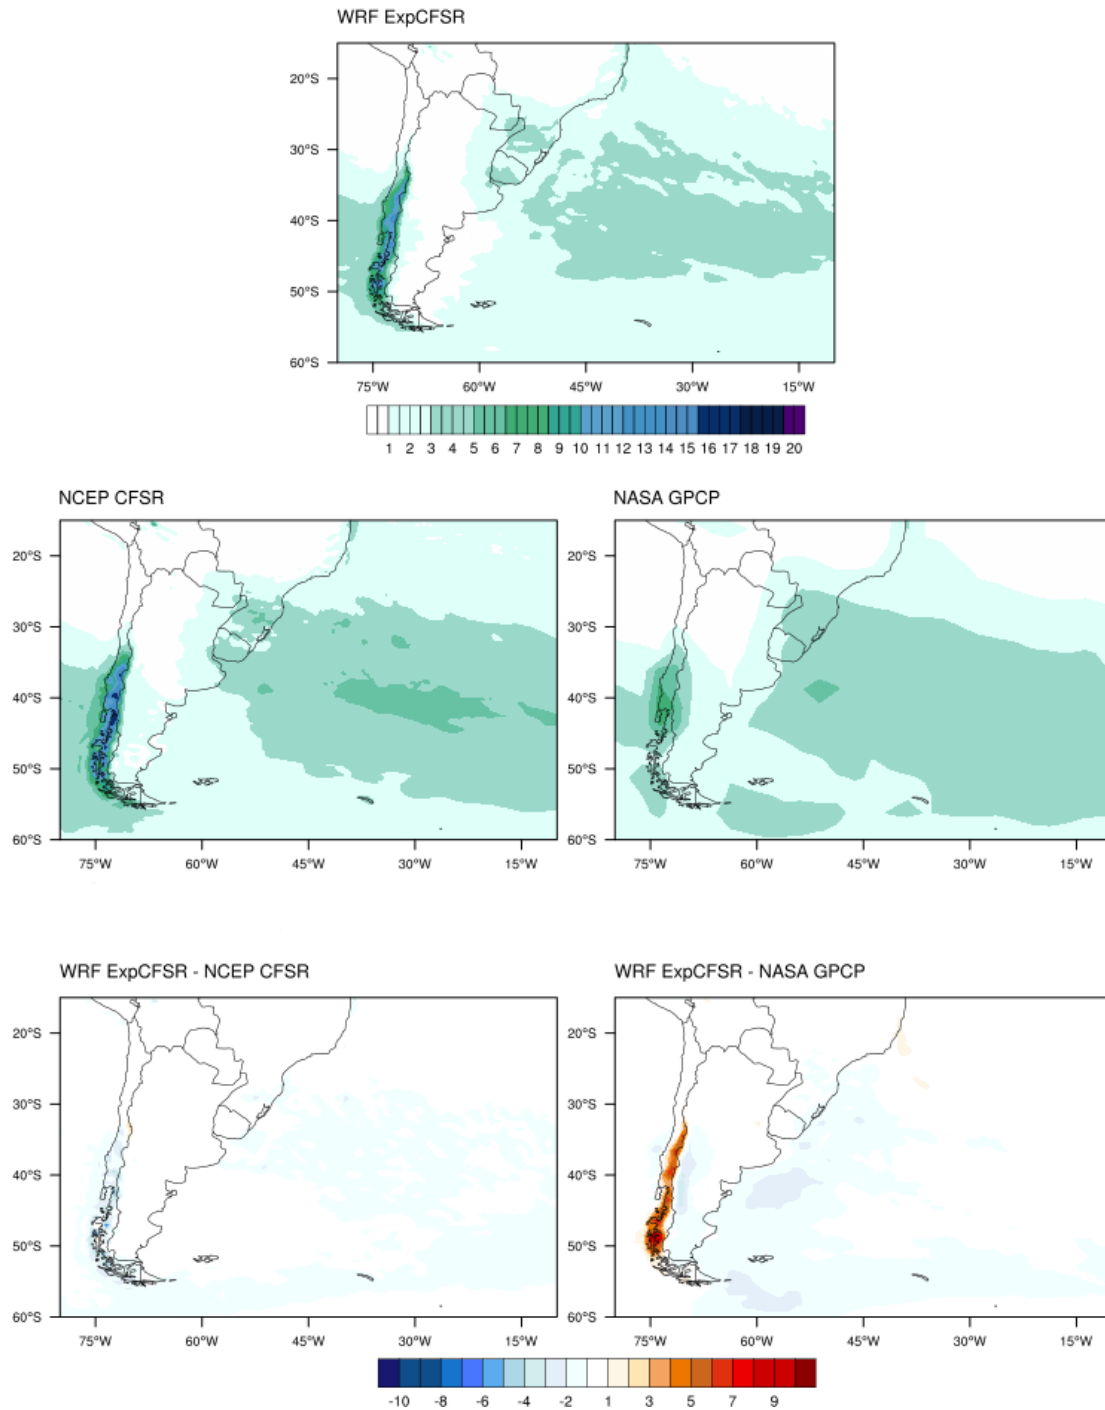 WRF ExpCFSR
20°S
30°S
40°S
50°S
60°S
75°W 60°W 45°W 30°W 15°W
1 2 3 4 5 6 7 8 9 10 11 12 13 14 15 16 17 18 19 20
NCEP CFSR NASA GPCP
20°S 20°S
30°S 30°S
40°S 40°S
50°S 50°S
60°S 60°S
75°W 60°W 45°W 30°W 15°W 75°W 60°W 45°W 30°W 15°W
WRF ExpCFSR - NCEP CFSR WRF ExpCFSR - NASA GPCP
20°S 20°S
30°S 30°S
40°S 40°S
50°S 50°S
60°S 60°S
75°W 60°W 45°W 30°W 15°W 75°W 60°W 45°W 30°W 15°W
-10 -8 -6 -4 -2 1 3 5 7 9